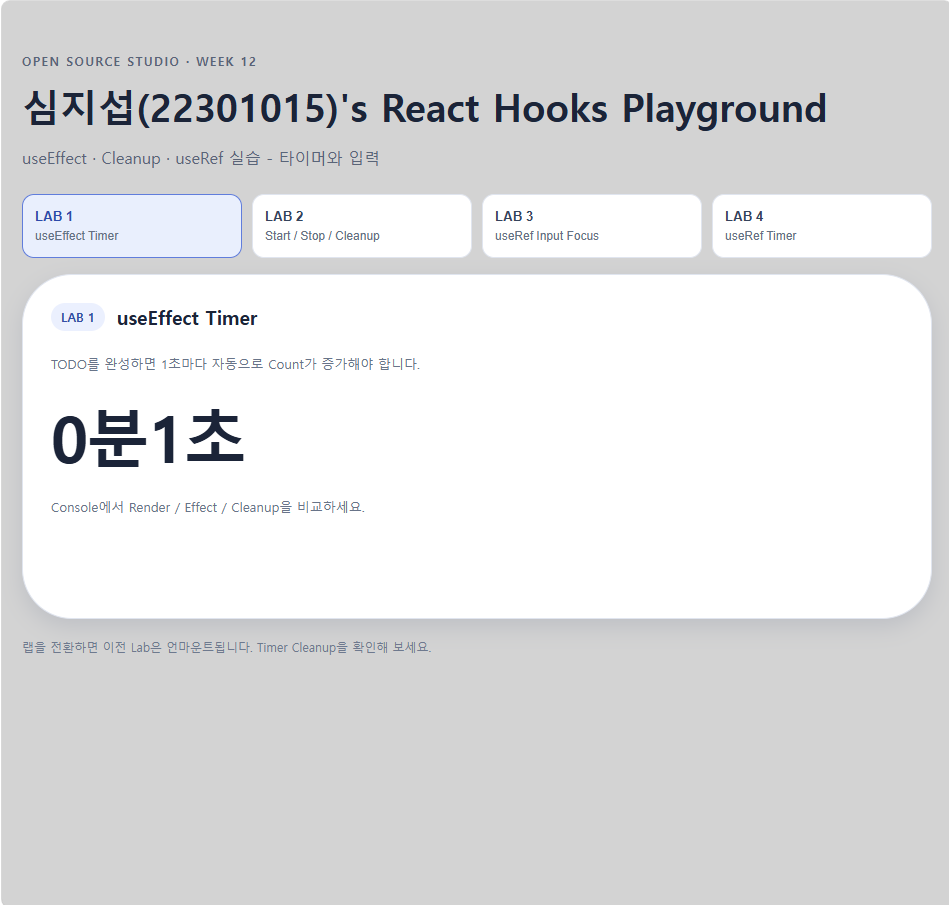 OPEN SOURCE STUDIO · WEEK 12
심지섭(22301015)'s React Hooks Playground
useEffect · Cleanup · useRef 실습 - 타이머와 입력
LAB 1
useEffect Timer
LAB 2
Start / Stop / Cleanup
LAB 3
useRef Input Focus
LAB 4
useRef Timer
LAB 1 useEffect Timer
TODO를 완성하면 1초마다 자동으로 Count가 증가해야 합니다.
0분1초
Console에서 Render / Effect / Cleanup을 비교하세요.
랩을 전환하면 이전 Lab은 언마운트됩니다. Timer Cleanup을 확인해 보세요.